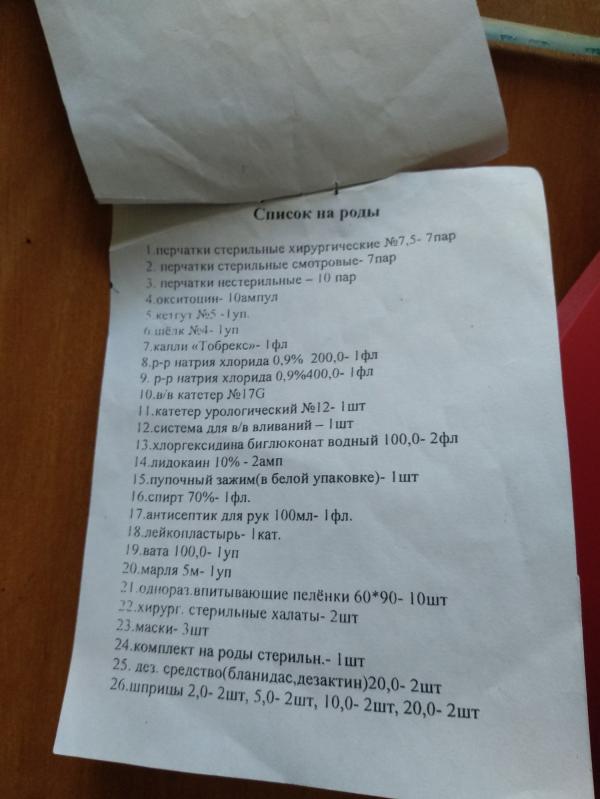 Список на роды
1.перчатки стерильные хирургические №7,5- 7пар
2. перчатки стерильные смотровые- 7пар
3. перчатки нестерильные – 10 пар
4.окситоцин- 10ампул
5.кетгут №5 -1уп.
6.шёлк №4- 1уп
7.капли «Тобрекс»- 1фл
8.р-р натрия хлорида 0,9% 200,0- 1фл
9. р-р натрия хлорида 0,9%400,0- 1фл
10.в/в катетер №17G
11.катетер урологический №12- 1шт
12.система для в/в вливаний – 1шт
13.хлоргексидина биглюконат водный 100,0- 2фл
14.лидокаин 10% - 2амп
15.пупочный зажим(в белой упаковке)- 1шт
16.спирт 70%- 1фл.
17.антисептик для рук 100мл- 1фл.
18.лейкопластырь- 1кат.
19.вата 100,0- 1уп
20.марля 5м- 1уп
21.однораз.впитывающие пелёнки 60*90- 10шт
22.хирург. стерильные халаты- 2шт
23.маски- 3шт
24.комплект на роды стерильн.- 1шт
25. дез. средство(бланидас,дезактин)20,0- 2шт
26.шприцы 2,0- 2шт, 5,0- 2шт, 10,0- 2шт, 20,0- 2шт